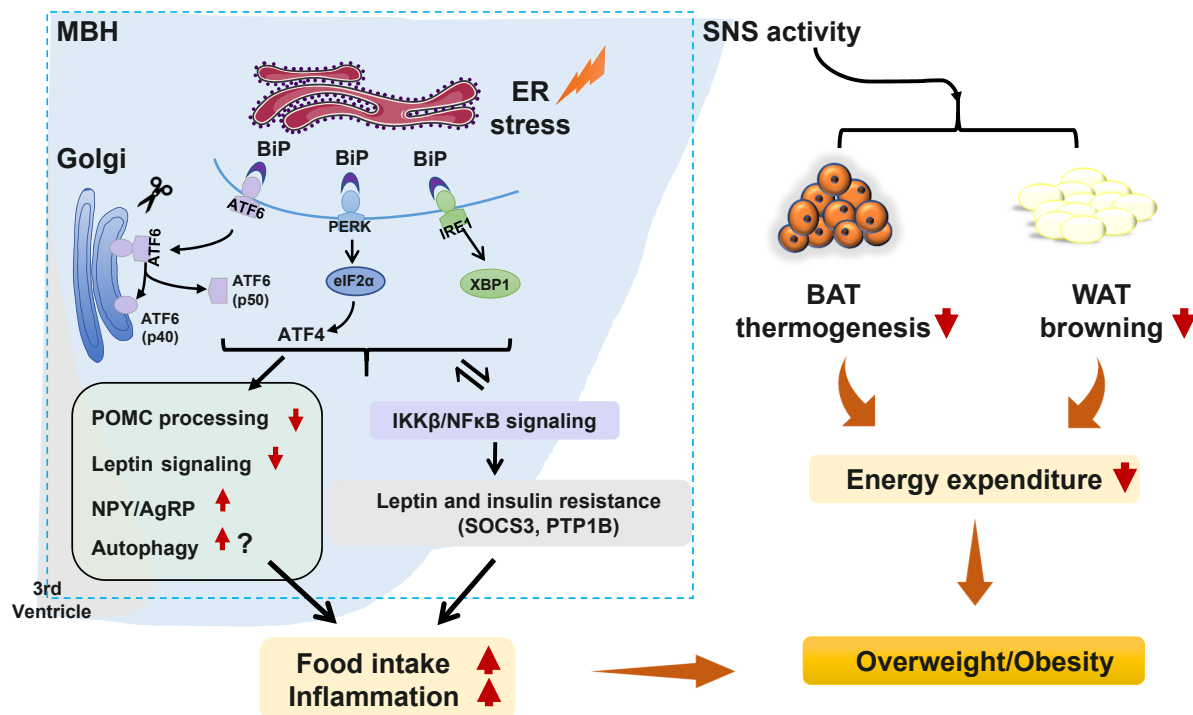 MBH
ER
stress
Golgi
BiP
BiP
BiP
ATF6
PERK
IRE1
ATF6
ATF6
(p50)
ATF6
(p40)
eIF2α
XBP1
ATF4
POMC processing
Leptin signaling
NPY/AgRP
Autophagy ?
IKKβ/NFκB signaling
Leptin and insulin resistance
(SOCS3, PTP1B)
3rd
Ventricle
Food intake
Inflammation
SNS activity
BAT
thermogenesis
WAT
browning
Energy expenditure
Overweight/Obesity